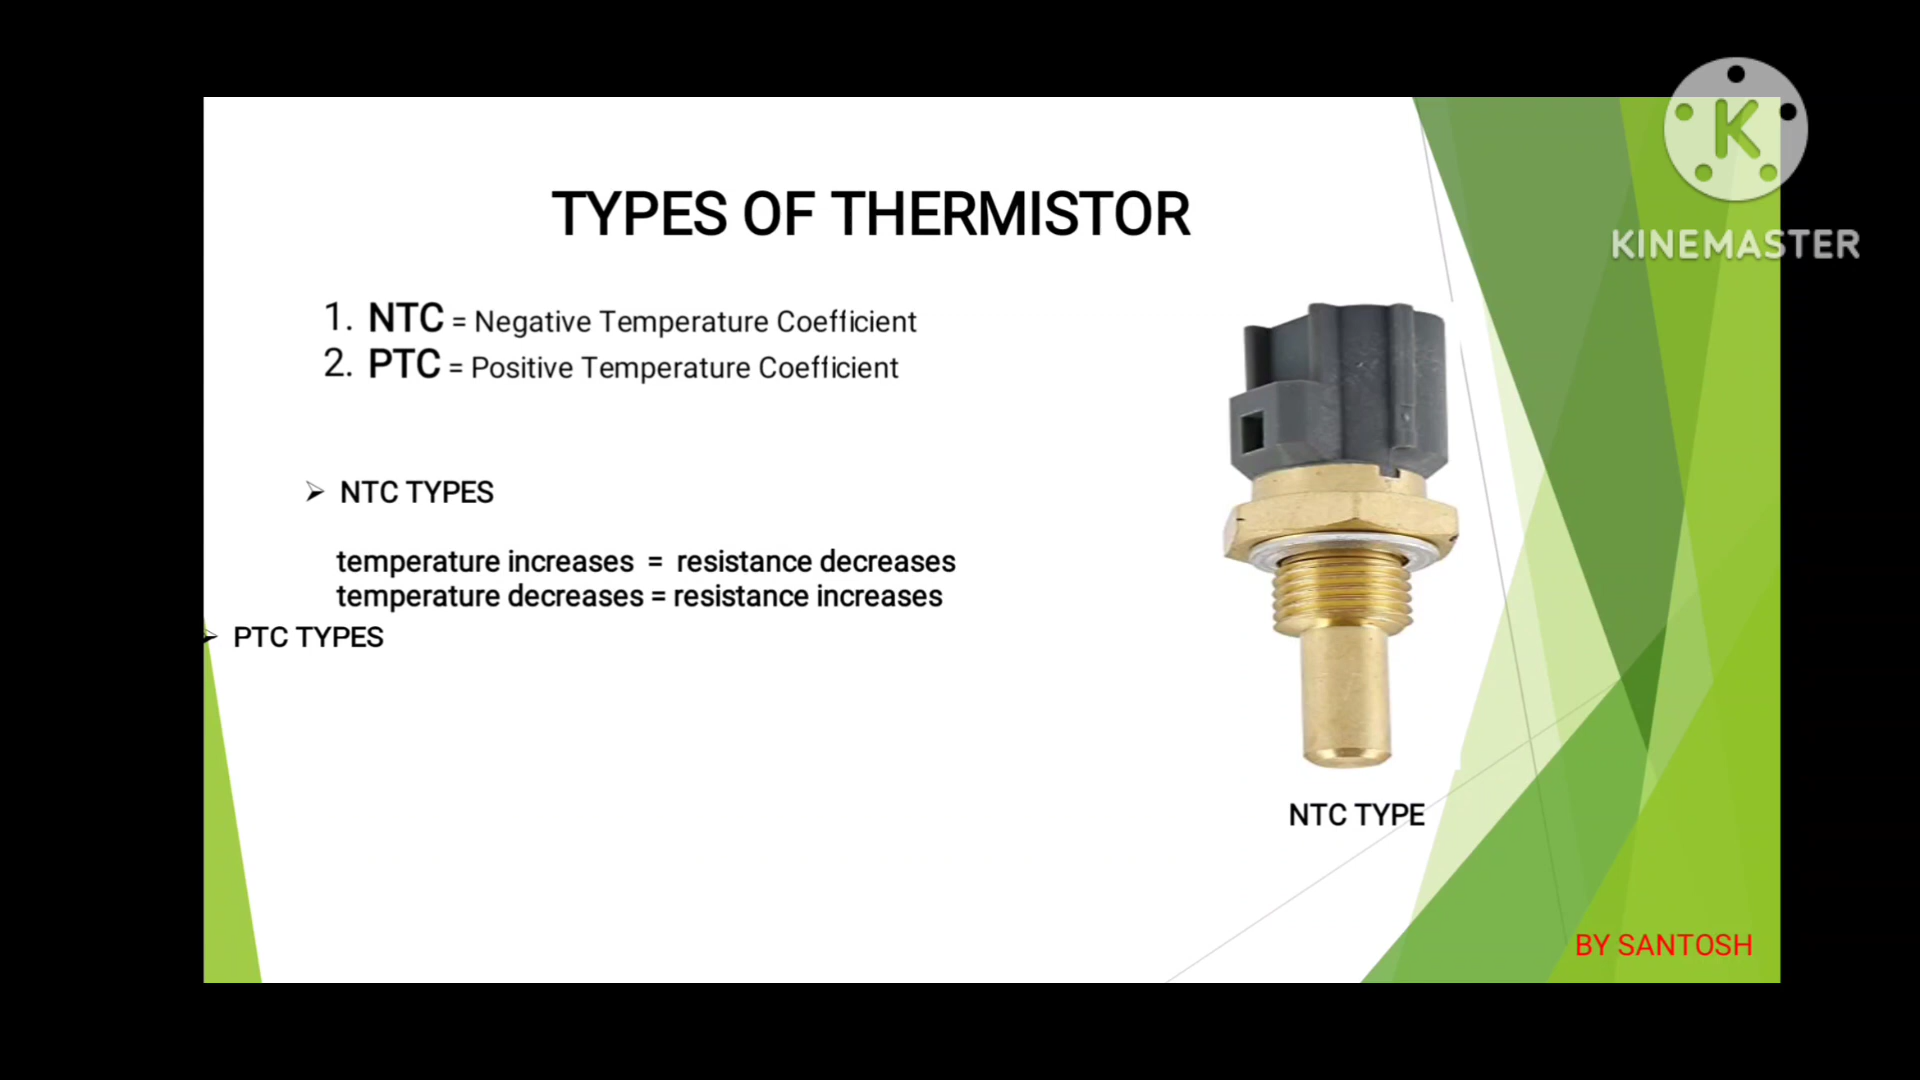 K
KINEMASTER
TYPES OF THERMISTOR
1. NTC = Negative Temperature Coefficient
2. PTC = Positive Temperature Coefficient
➢ NTC TYPES
temperature increases = resistance decreases
temperature decreases = resistance increases
➢ PTC TYPES
NTC TYPE
BY SANTOSH